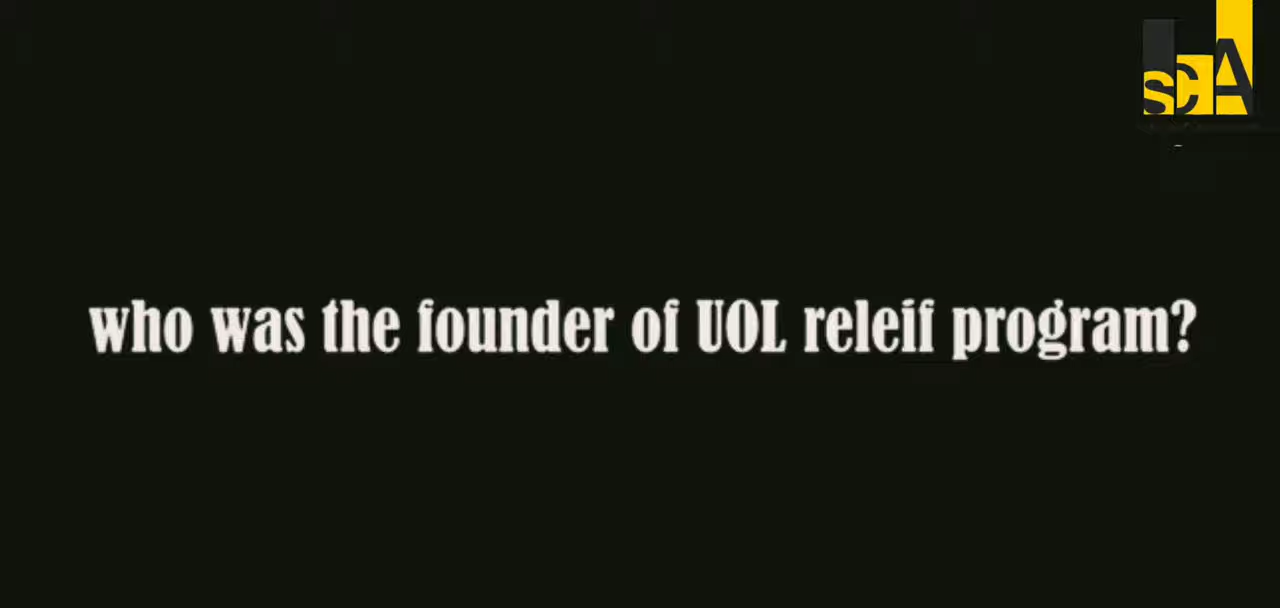 SCA
who was the founder of UOL releif program?